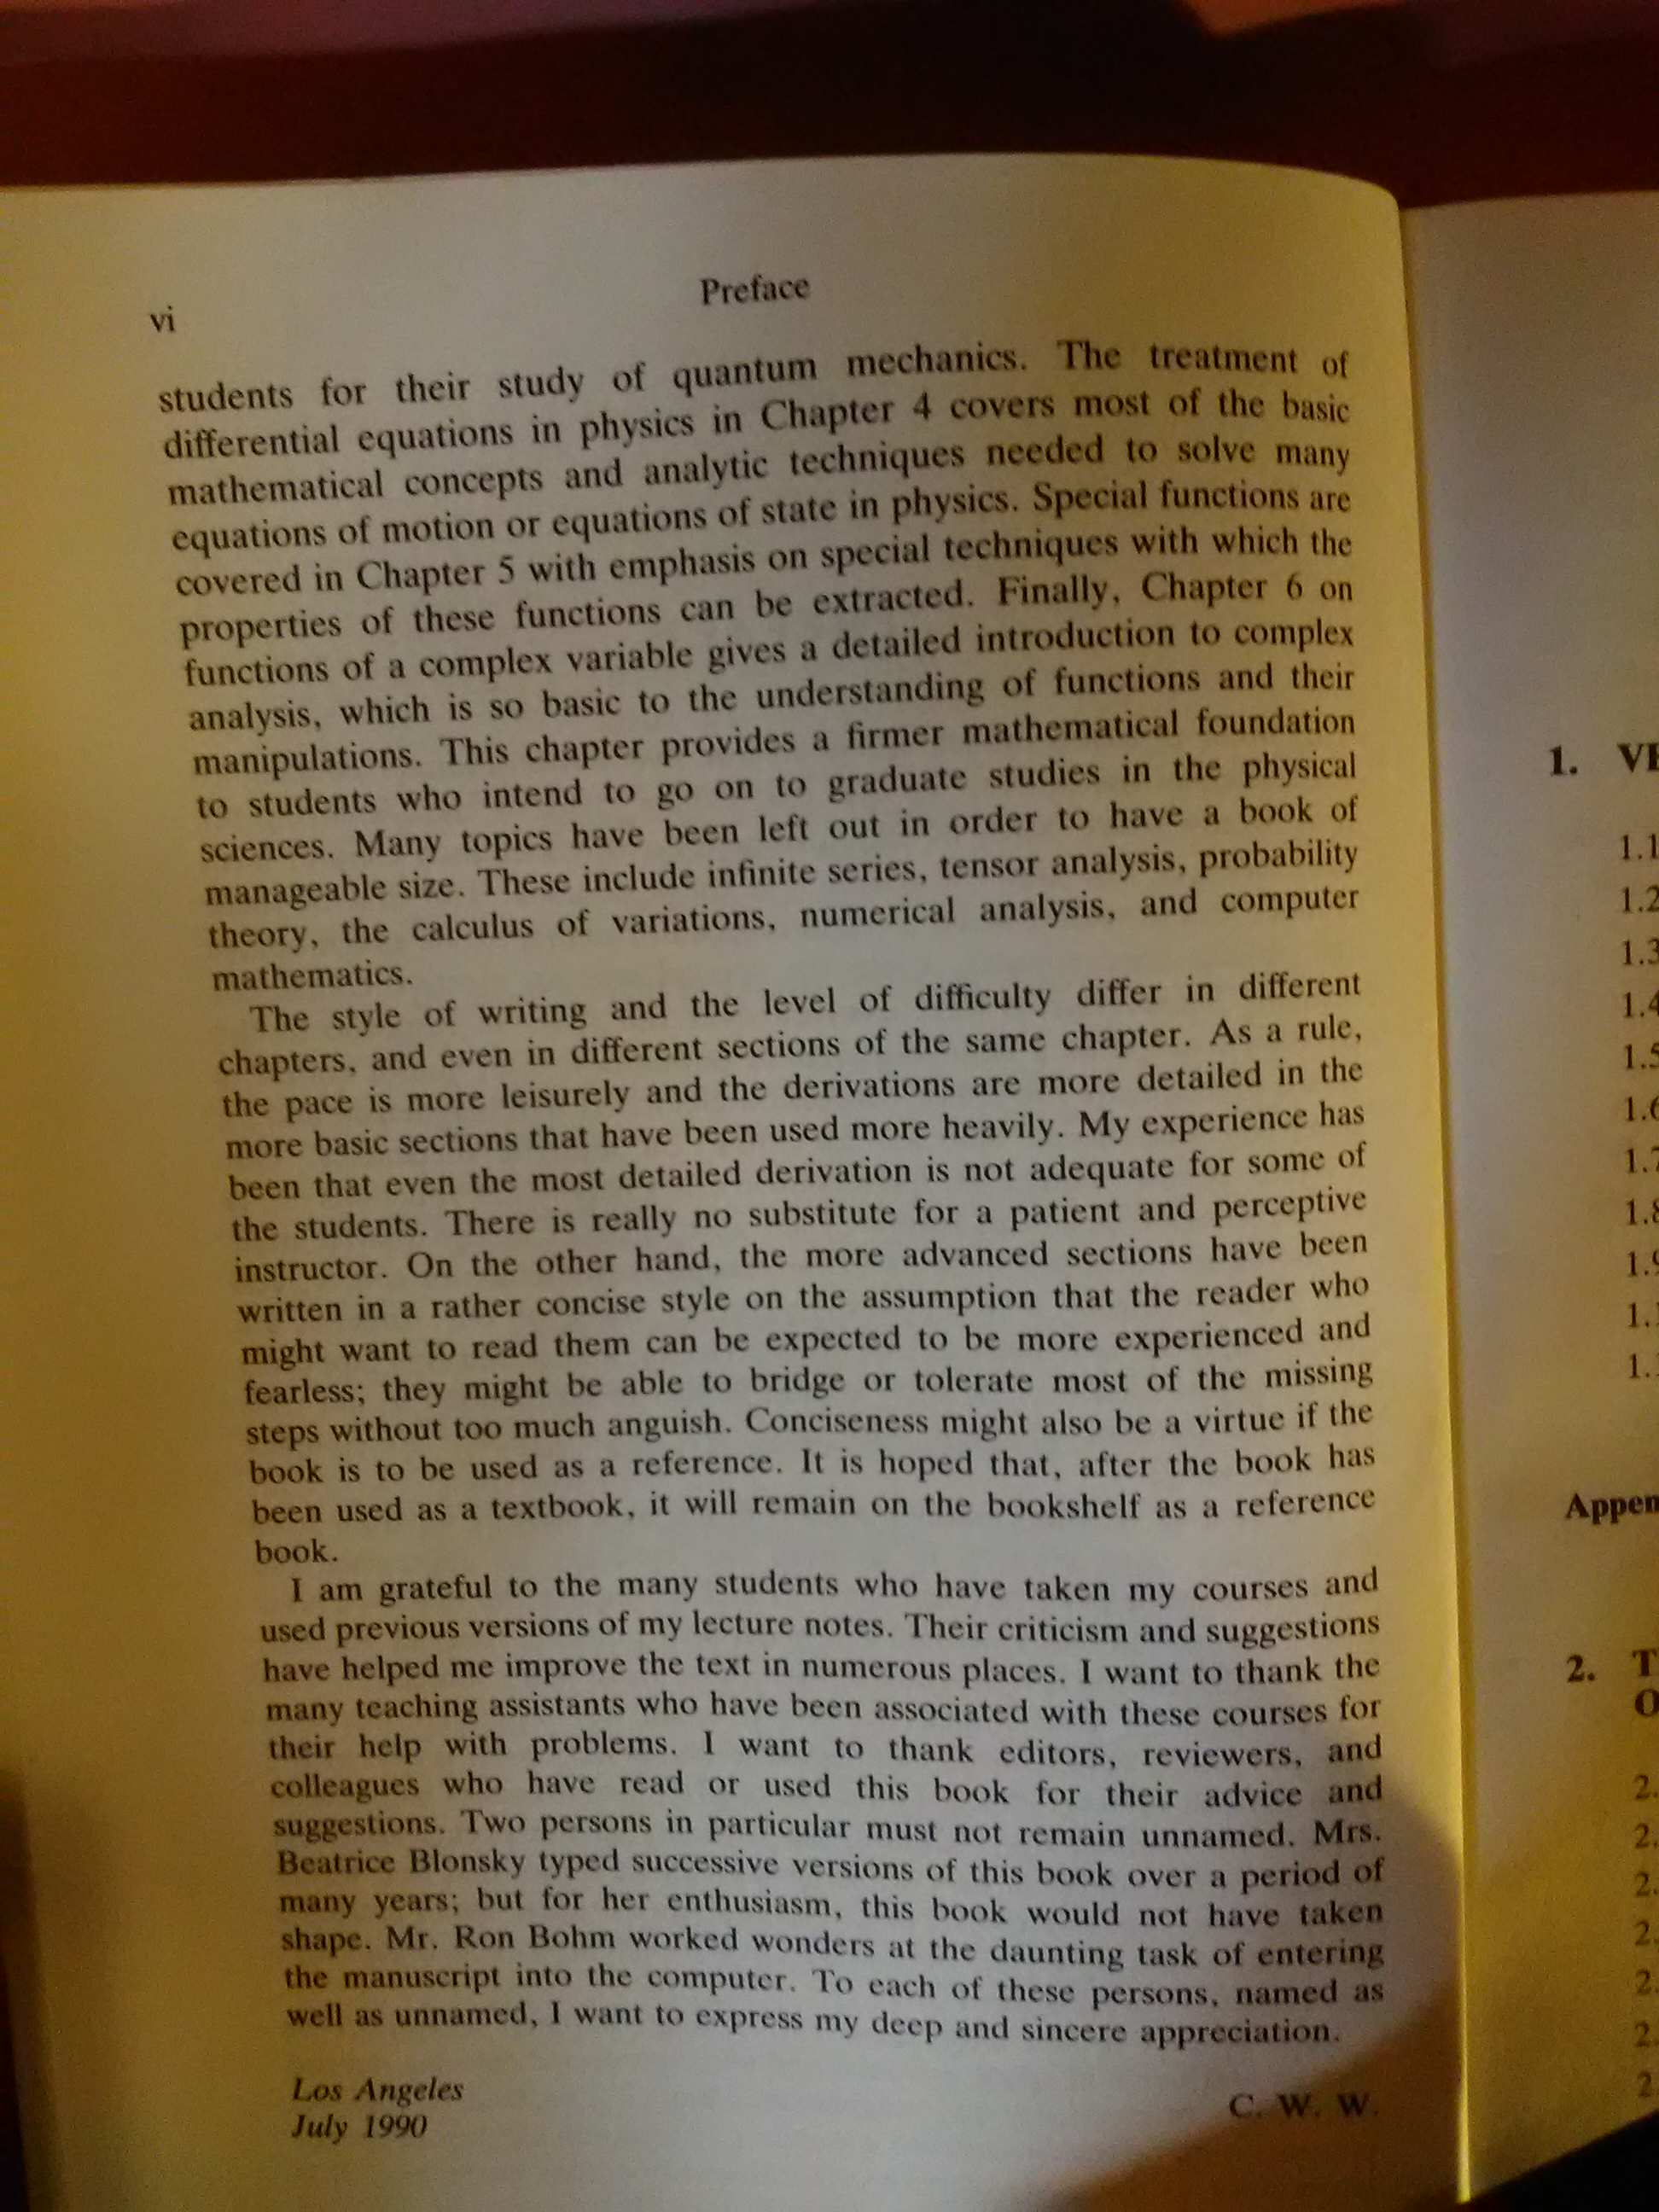 vi
Preface
students for their study of quantum mechanics. The treatment of
differential equations in physics in Chapter 4 covers most of the basic
mathematical concepts and analytic techniques needed to solve many
equations of motion or equations of state in physics. Special functions are
covered in Chapter 5 with emphasis on special techniques with which the
properties of these functions can be extracted. Finally, Chapter 6 on
functions of a complex variable gives a detailed introduction to complex
analysis, which is so basic to the understanding of functions and their
manipulations. This chapter provides a firmer mathematical foundation
to students who intend to go on to graduate studies in the physical
sciences. Many topics have been left out in order to have a book of
manageable size. These include infinite series, tensor analysis, probability
theory, the calculus of variations, numerical analysis, and computer
mathematics.
The style of writing and the level of difficulty differ in different
chapters, and even in different sections of the same chapter. As a rule,
the pace is more leisurely and the derivations are more detailed in the
more basic sections that have been used more heavily. My experience has
been that even the most detailed derivation is not adequate for some of
the students. There is really no substitute for a patient and perceptive
instructor. On the other hand, the more advanced sections have been
written in a rather concise style on the assumption that the reader who
might want to read them can be expected to be more experienced and
fearless; they might be able to bridge or tolerate most of the missing
steps without too much anguish. Conciseness might also be a virtue if the
book is to be used as a reference. It is hoped that, after the book has
been used as a textbook, it will remain on the bookshelf as a reference
book.
I am grateful to the many students who have taken my courses and
used previous versions of my lecture notes. Their criticism and suggestions
have helped me improve the text in numerous places. I want to thank the
many teaching assistants who have been associated with these courses for
their help with problems. I want to thank editors, reviewers, and
colleagues who have read or used this book for their advice and
suggestions. Two persons in particular must not remain unnamed. Mrs.
Beatrice Blonsky typed successive versions of this book over a period of
many years; but for her enthusiasm, this book would not have taken
shape. Mr. Ron Bohm worked wonders at the daunting task of entering
the manuscript into the computer. To each of these persons, named as
well as unnamed, I want to express my deep and sincere appreciation.
Los Angeles
July 1990
C. W. W.
1.
1.1
1.2
1.3
1.4
1.5
1.6
1.7
1.8
1.9
Appen
2.